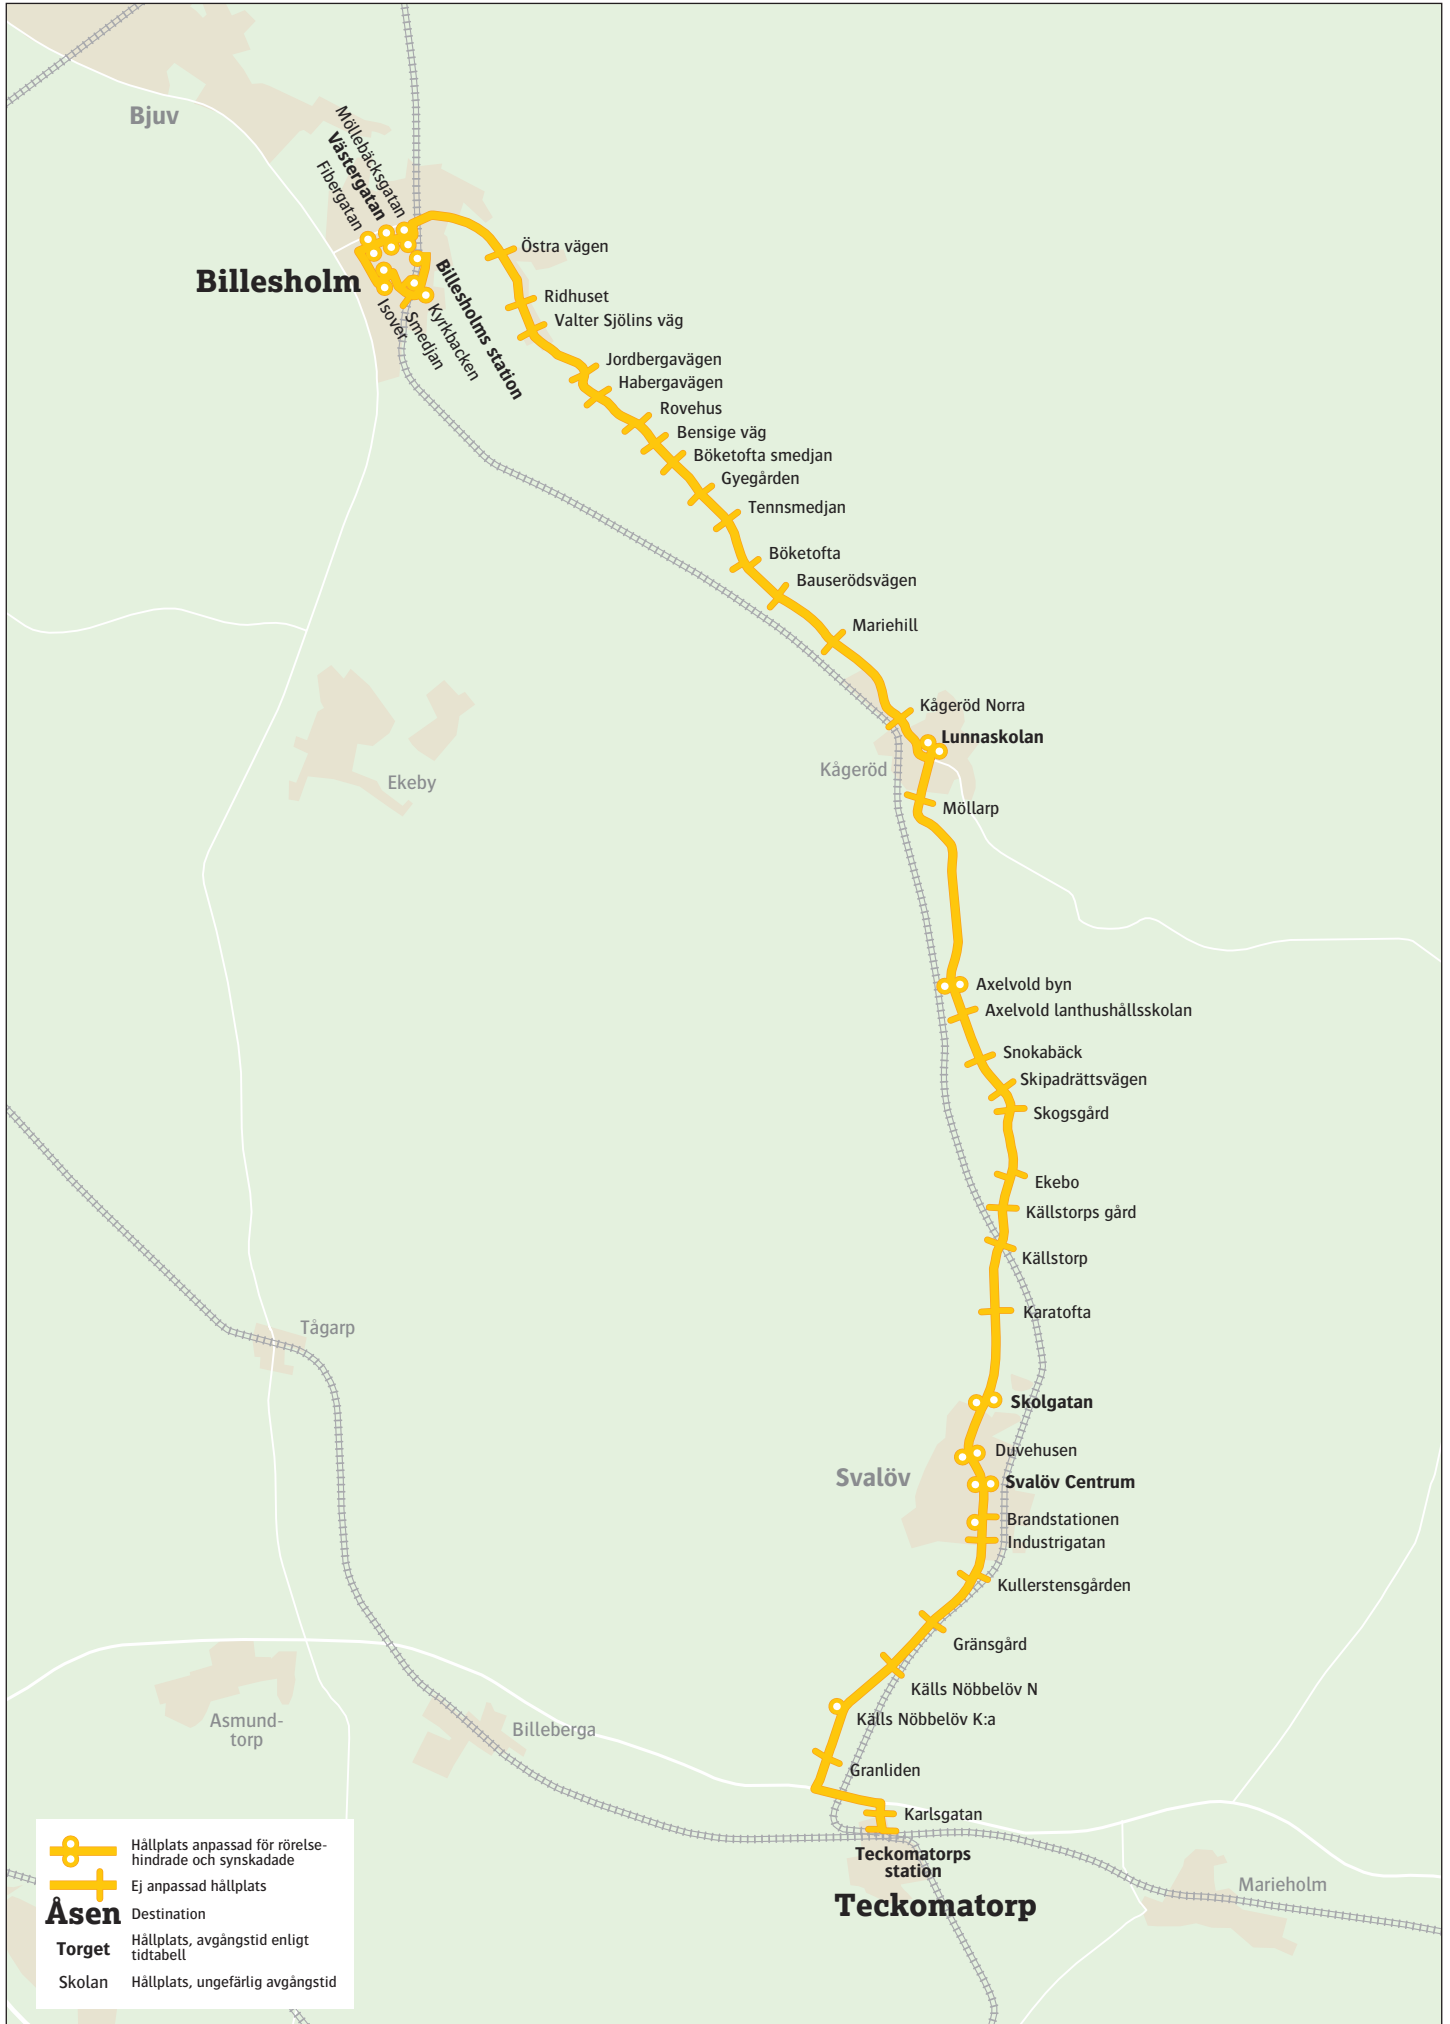 Bjuv
Möllebäcksgatan
Västergatan
Fibergatan
Billesholm
Isover
Smedjan
Kyrkbacken
Billesholms station
Östra vägen
Ridhuset
Valter Sjölins väg
Jordbergavägen
Habergavägen
Rovehus
Bensige väg
Böketofta smedjan
Gyegården
Tennsmedjan
Böketofta
Bauserödsvägen
Mariehill
Kågeröd Norra
Lunnaskolan
Kågeröd
Ekeby
Möllarp
Axelvold byn
Axelvold lanthushållsskolan
Snokabäck
Skipadrättsvägen
Skogsgård
Ekebo
Källstorps gård
Källstorp
Karatofta
Tågarp
Skolgatan
Duvehusen
Svalöv
Svalöv Centrum
Brandstationen
Industrigatan
Kullerstensgården
Gränsgård
Källs Nöbbelöv N
Källs Nöbbelöv K:a
Asmund-
torp
Billeberga
Granliden
Karlsgatan
Teckomatorps
station
Teckomatorp
Marieholm
Hållplats anpassad för rörelse-
hindrade och synskadade
Ej anpassad hållplats
Åsen Destination
Torget Hållplats, avgångstid enligt
tidtabell
Skolan Hållplats, ungefärlig avgångstid